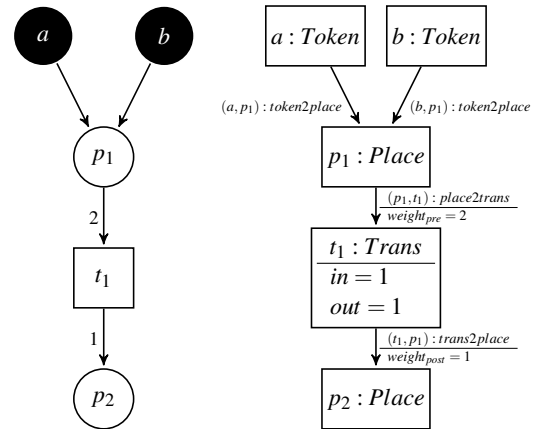 a
b
p1
2
t1
1
p2
a : Token
b : Token
(a, p1) : token2place
(b, p1) : token2place
p1 : Place
(p1, t1) : place2trans
weightpre = 2
t1 : Trans
in = 1
out = 1
(t1, p1) : trans2place
weightpost = 1
p2 : Place